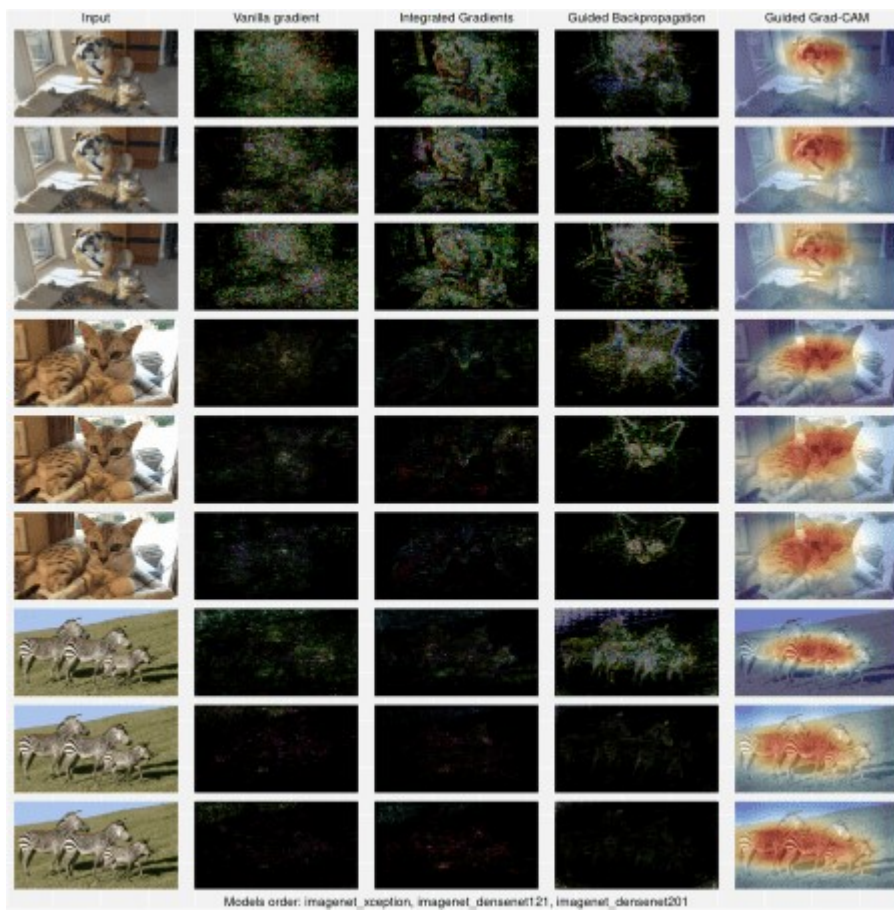 Input Vanilla gradient Integrated Gradients Guided Backpropagation Guided Grad-CAM
Models order: imagenet_xception, imagenet_densenet121, imagenet_densenet201